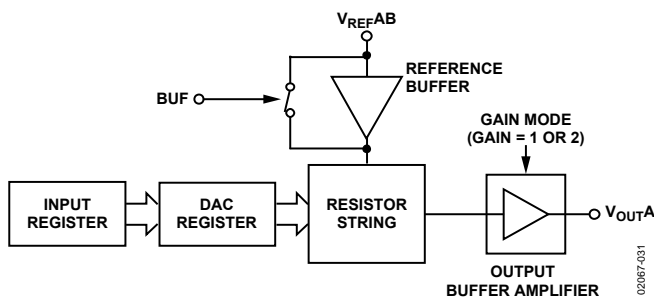 VREFAB
REFERENCE
BUFFER
BUF
GAIN MODE
(GAIN = 1 OR 2)
INPUT
REGISTER
DAC
REGISTER
RESISTOR
STRING
VOUTA
OUTPUT
BUFFER AMPLIFIER
02067-031